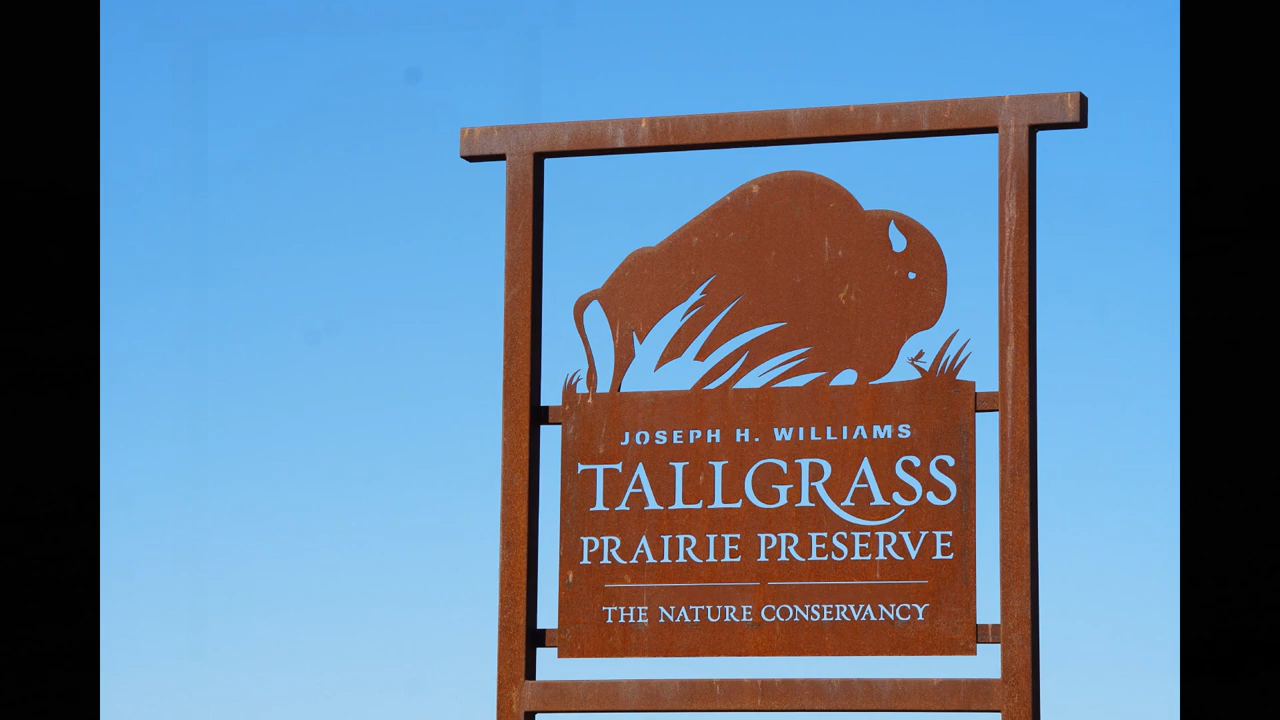 JOSEPH H. WILLIAMS
TALLGRASS
PRAIRIE PRESERVE
THE NATURE CONSERVANCY